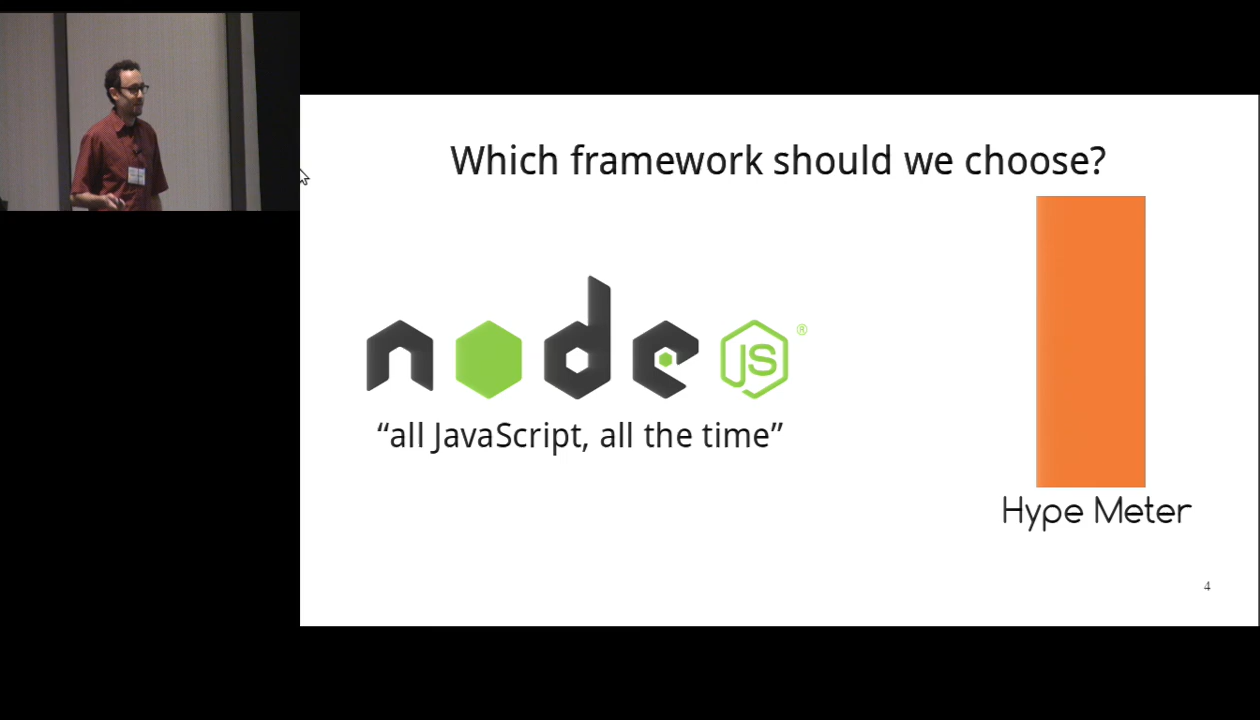 Which framework should we choose?
node JS ®
“all JavaScript, all the time”
Hype Meter
4